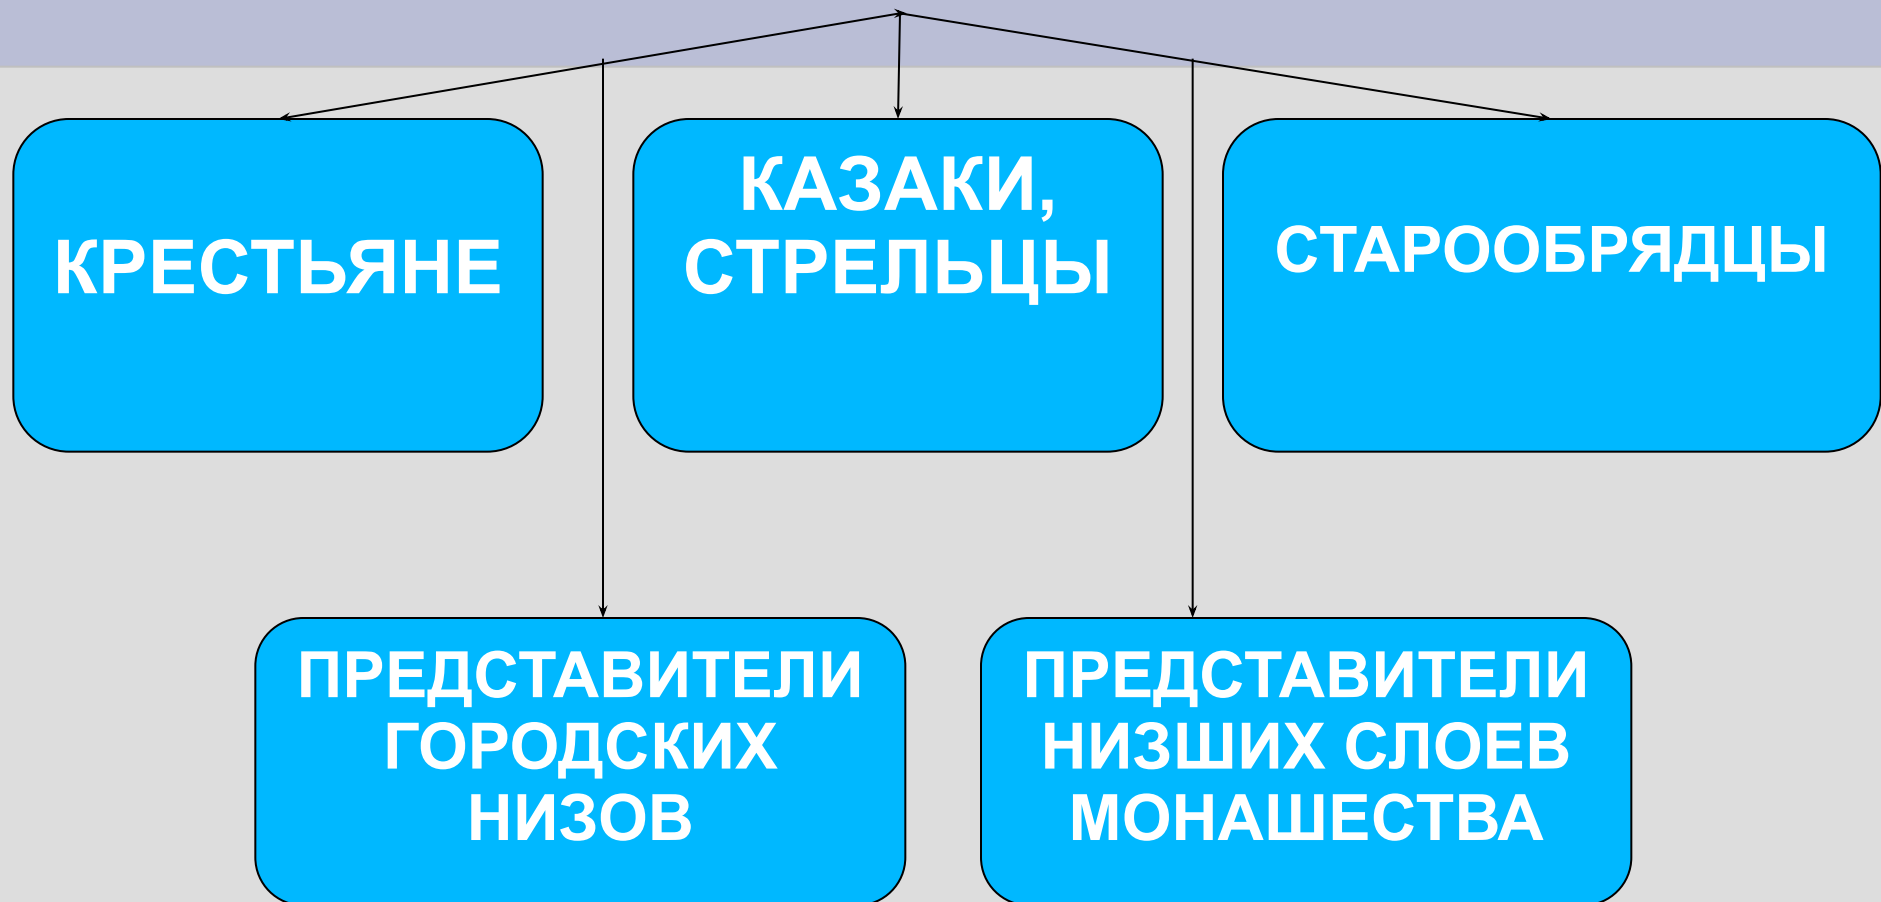 КРЕСТЬЯНЕ
КАЗАКИ,
СТРЕЛЬЦЫ
СТАРООБРЯДЦЫ
ПРЕДСТАВИТЕЛИ
ГОРОДСКИХ
НИЗОВ
ПРЕДСТАВИТЕЛИ
НИЗШИХ СЛОЕВ
МОНАШЕСТВА